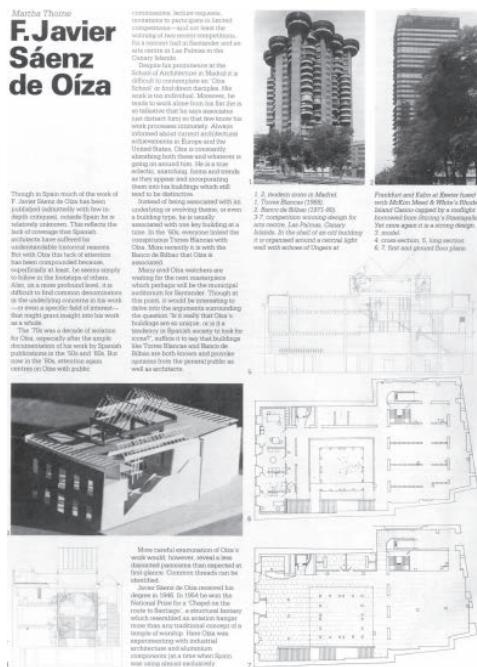 Martha Thorne
F. Javier
Sáenz
de Oíza
Though in Spain much of the work of
F. Javier Sáenz de Oíza has been
published (admittedly with few in-
depth critiques), outside Spain he is
relatively unknown. This reflects the
lack of coverage that Spanish
architects have suffered for
understandable historical reasons.
But with Oíza this lack of attention
has been compounded because,
superficially at least, he seems simply
to follow in the footsteps of others.
Also, on a more profound level, it is
difficult to find common denominators
or the underlying concerns in his work
—or even a specific field of interest—
that might grant insight into his work
as a whole.
The '70s was a decade of isolation
for Oíza, especially after the ample
documentation of his work by Spanish
publications in the '50s and '60s. But
now in the '80s, attention again
centres on Oíza with public
commissions, lecture requests,
invitations to participate in limited
competitions—and not least the
winning of two recent competitions,
for a concert hall in Santander and an
arts centre in Las Palmas in the
Canary Islands.
Despite his prominence at the
School of Architecture in Madrid it is
difficult to contemplate an 'Oíza
School' or find direct disciples. His
work is too individual. Moreover, he
tends to work alone from his flat (he is
so talkative that associates
just distract him) so that few know his
work processes intimately. Always
informed about current architectural
achievements in Europe and the
United States, Oíza is constantly
absorbing both these and whatever is
going on around him. He is a true
eclectic, snatching forms and trends
as they appear and incorporating
them into his buildings which still
tend to be distinctive.
Instead of being associated with an
underlying or evolving theme, or even
a building type, he is usually
associated with one key building at a
time. In the '60s, everyone linked the
conspicuous Torres Blancas with
Oíza. More recently it is with the
Banco de Bilbao that Oíza is
associated.
Many avid Oíza watchers are
waiting for the next masterpiece
which perhaps will be the municipal
auditorium for Santander. Though at
this point, it would be interesting to
delve into the arguments surrounding
the question "Is it really that Oíza's
buildings are so unique, or is it a
tendency in Spanish society to look for
icons?", suffice it to say that buildings
like Torres Blancas and Banco de
Bilbao are both known and provoke
opinions from the general public as
well as architects.
More careful examination of Oíza's
work would, however, reveal a less
disjointed panorama than expected at
first glance. Common threads can be
identified.
Javier Sáenz de Oíza received his
degree in 1946. In 1954 he won the
National Prize for a 'Chapel on the
route to Santiago', a structural fantasy
which resembled an aviation hangar
more than any traditional concept of a
temple of worship. Here Oíza was
experimenting with industrial
architecture and aluminium
components (at a time when Spain
was using almost exclusively
1
1, 2, modern icons in Madrid.
1, Torres Blancas (1969).
2, Banco de Bilbao (1971-80).
3-7, competition winning design for
arts centre, Las Palmas, Canary
Islands. In the shell of an old building
it is organised around a central light
well with echoes of Ungers at
Frankfurt and Kahn at Exeter fused
with McKim Mead & White's Rhode
Island Casino capped by a rooflight
borrowed from Stirling's
Yet once again it is a strong design.
3, model.
4, cross-section; 5, long section.
6, 7, first and ground floor plans.
5
6
7